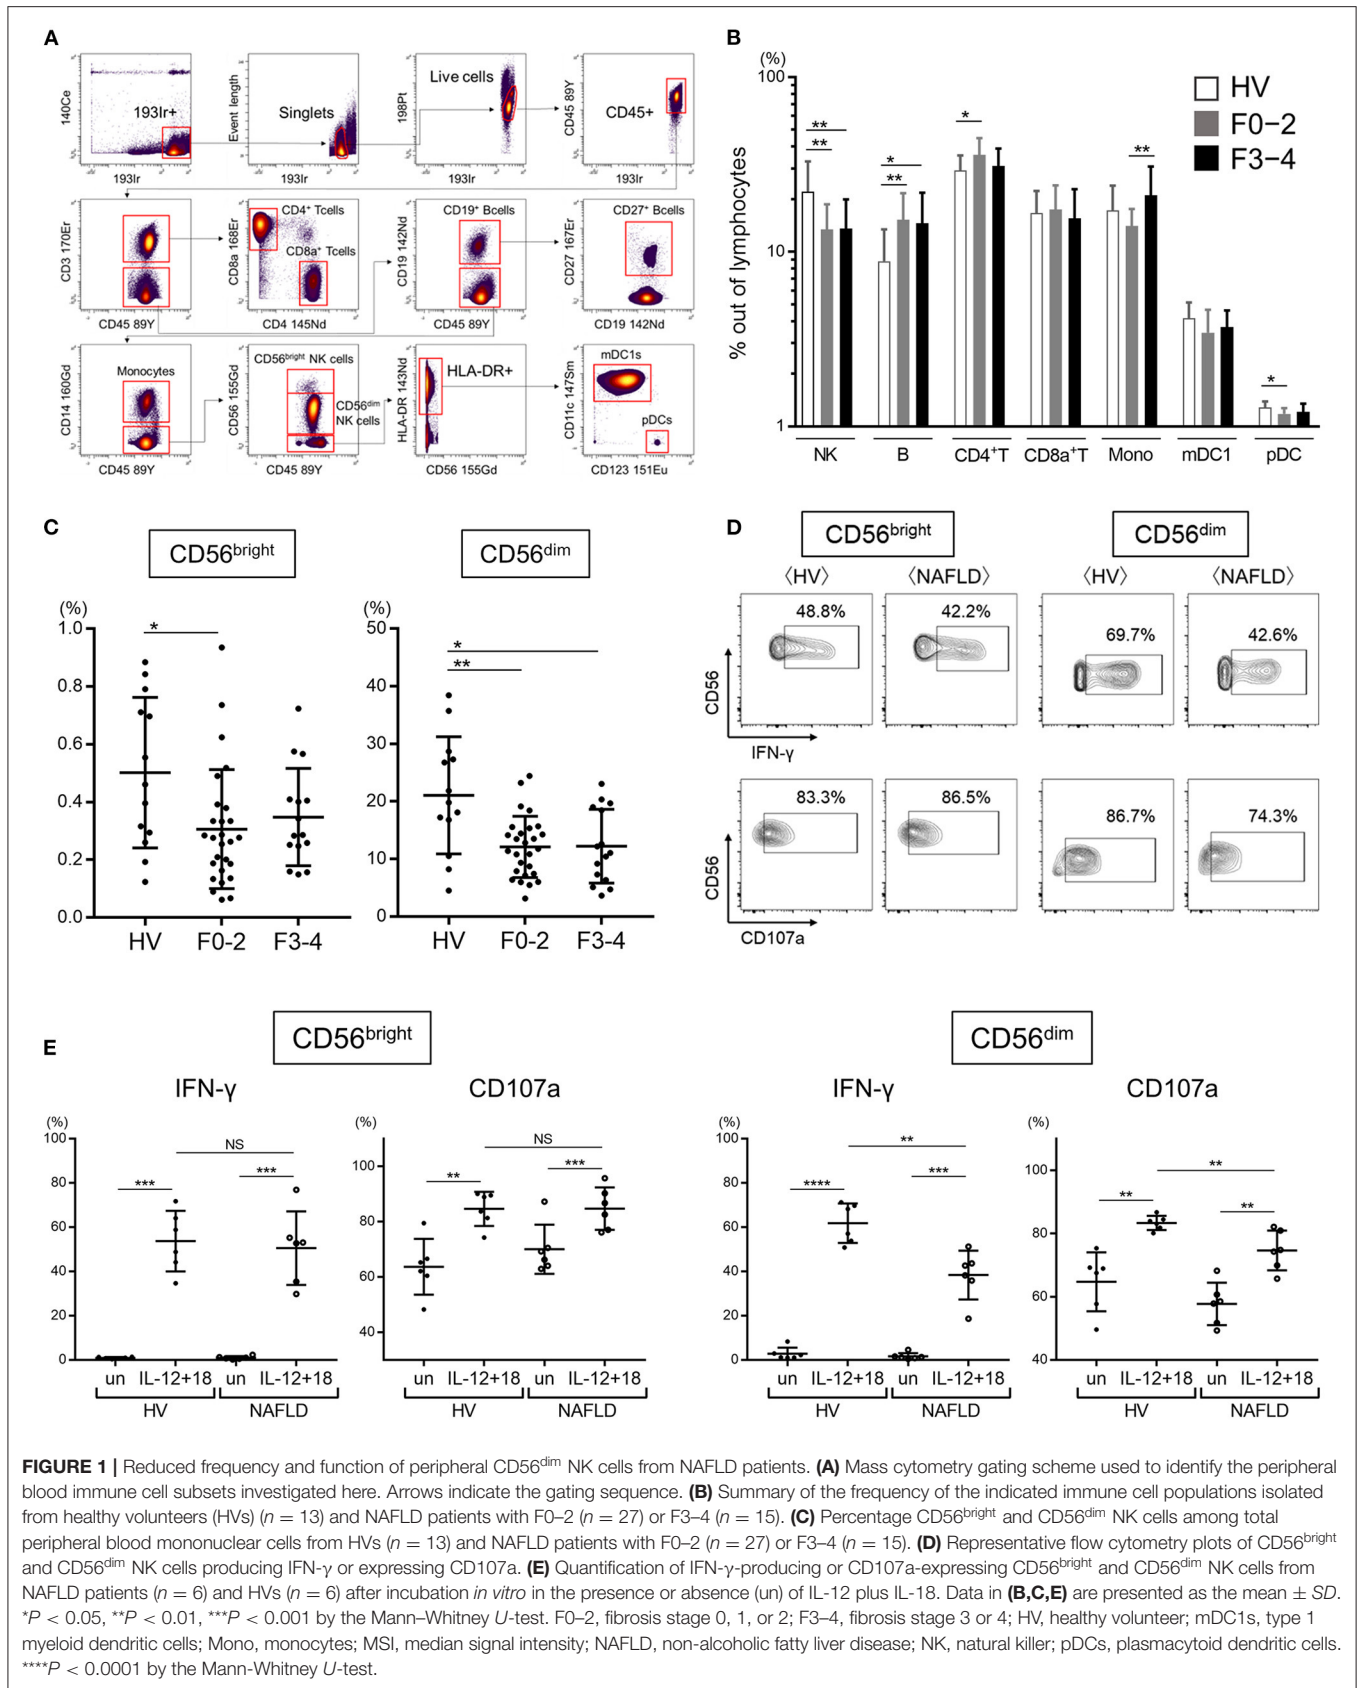 A
140Ce
193Ir+
193Ir
Event length
Singlets
193Ir
198Pt
Live cells
193Ir
CD45 89Y
CD45+
193Ir
CD3 170Er
CD45 89Y
CD8a 168Er
CD4⁺ Tcells
CD8a⁺ Tcells
CD4 145Nd
CD19 142Nd
CD19⁺ Bcells
CD45 89Y
CD27 167Er
CD27⁺ Bcells
CD19 142Nd
CD14 160Gd
Monocytes
CD45 89Y
CD56 155Gd
CD56bright NK cells
CD56dim
NK cells
CD45 89Y
HLA-DR 143Nd
HLA-DR+
CD56 155Gd
CD11c 147Sm
mDC1s
pDCs
CD123 151Eu
B
(%)
% out of lymphocytes
100
10
1
HV
F0−2
F3−4
**
**
*
**
*
**
*
NK
B
CD4⁺T
CD8a⁺T
Mono
mDC1
pDC
C
CD56bright
(%)
1.0
0.8
0.6
0.4
0.2
0.0
*
HV
F0-2
F3-4
CD56dim
(%)
50
40
30
20
10
0
*
**
HV
F0-2
F3-4
D
CD56bright
CD56dim
〈HV〉
〈NAFLD〉
〈HV〉
〈NAFLD〉
48.8%
42.2%
69.7%
42.6%
CD56
IFN-γ
83.3%
86.5%
86.7%
74.3%
CD56
CD107a
E
CD56bright
CD56dim
IFN-γ
(%)
100
80
60
40
20
0
NS
***
***
un IL-12+18 un IL-12+18
HV NAFLD
CD107a
(%)
100
80
60
40
NS
**
***
un IL-12+18 un IL-12+18
HV NAFLD
IFN-γ
(%)
100
80
60
40
20
0
**
****
***
un IL-12+18 un IL-12+18
HV NAFLD
CD107a
(%)
100
80
60
40
**
**
**
un IL-12+18 un IL-12+18
HV NAFLD
FIGURE 1 | Reduced frequency and function of peripheral CD56dim NK cells from NAFLD patients. (A) Mass cytometry gating scheme used to identify the peripheral
blood immune cell subsets investigated here. Arrows indicate the gating sequence. (B) Summary of the frequency of the indicated immune cell populations isolated
from healthy volunteers (HVs) (n = 13) and NAFLD patients with F0–2 (n = 27) or F3–4 (n = 15). (C) Percentage CD56bright and CD56dim NK cells among total
peripheral blood mononuclear cells from HVs (n = 13) and NAFLD patients with F0–2 (n = 27) or F3–4 (n = 15). (D) Representative flow cytometry plots of CD56bright
and CD56dim NK cells producing IFN-γ or expressing CD107a. (E) Quantification of IFN-γ-producing or CD107a-expressing CD56bright and CD56dim NK cells from
NAFLD patients (n = 6) and HVs (n = 6) after incubation in vitro in the presence or absence (un) of IL-12 plus IL-18. Data in (B,C,E) are presented as the mean ± SD.
*P < 0.05, **P < 0.01, ***P < 0.001 by the Mann–Whitney U-test. F0–2, fibrosis stage 0, 1, or 2; F3–4, fibrosis stage 3 or 4; HV, healthy volunteer; mDC1s, type 1
myeloid dendritic cells; Mono, monocytes; MSI, median signal intensity; NAFLD, non-alcoholic fatty liver disease; NK, natural killer; pDCs, plasmacytoid dendritic cells.
****P < 0.0001 by the Mann-Whitney U-test.